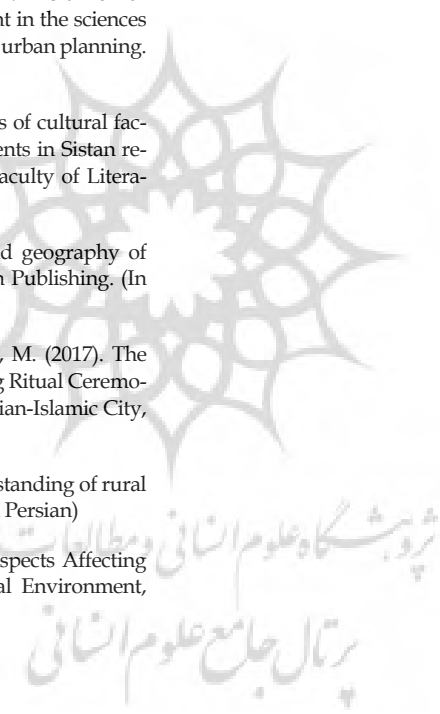 nt in the sciences
urban planning.
s of cultural fac-
ents in Sistan re-
aculty of Litera-
d geography of
n Publishing. (In
, M. (2017). The
g Ritual Ceremo-
ian-Islamic City,
standing of rural
Persian)
spects Affecting
al Environment,
پژوهشگاه علوم انسانی و مطالعات
پرتال جامع علوم انسانی